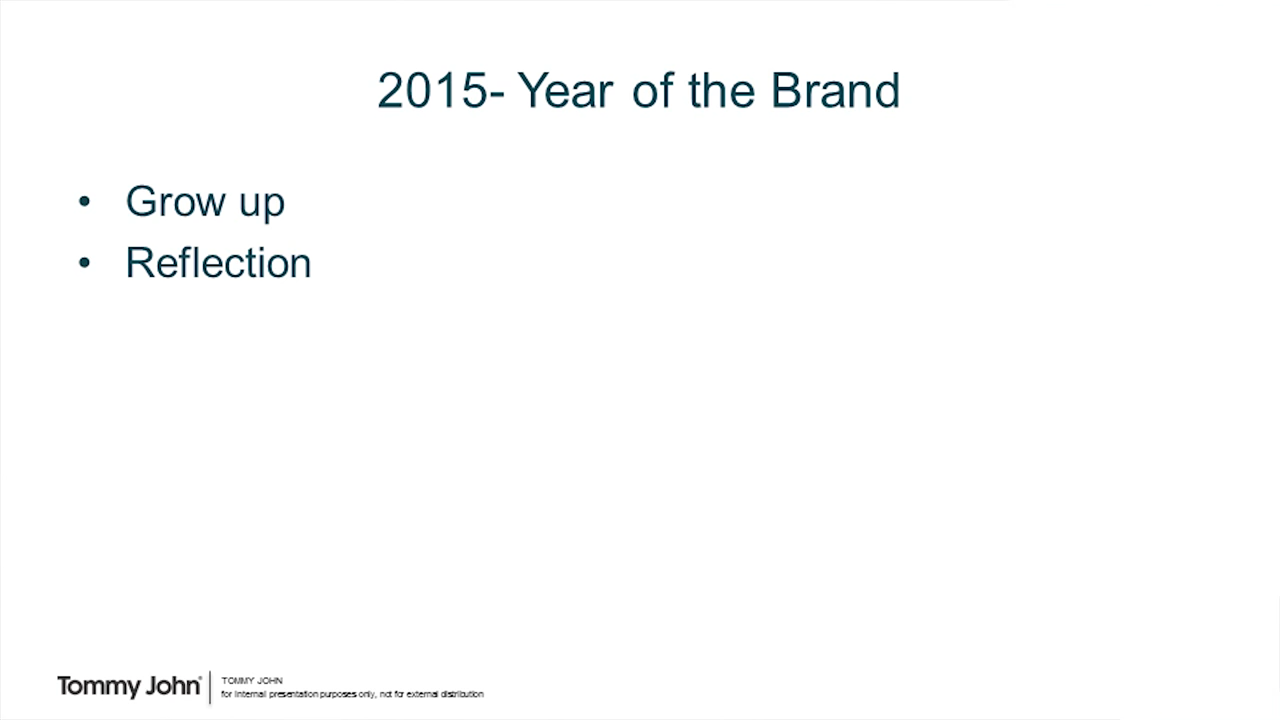 2015- Year of the Brand
• Grow up
• Reflection
Tommy John®
TOMMY JOHN
for internal presentation purposes only, not for external distribution